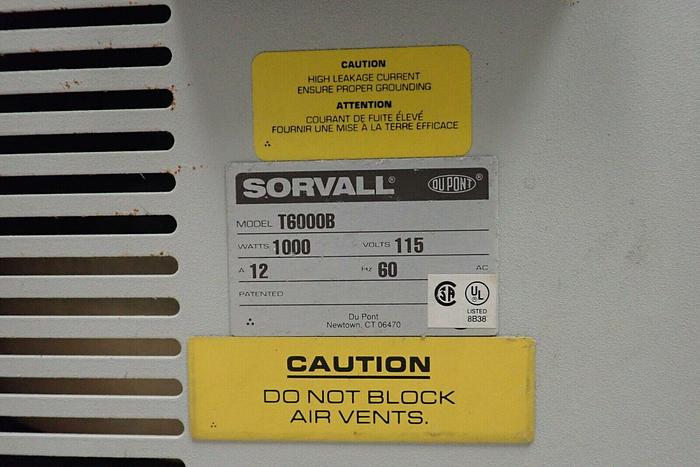 CAUTION
HIGH LEAKAGE CURRENT
ENSURE PROPER GROUNDING
ATTENTION
COURANT DE FUITE ÉLEVÉ
FOURNIR UNE MISE À LA TERRE EFFICACE
SORVALL® DU PONT®
MODEL T6000B
WATTS 1000 VOLTS 115
A 12 Hz 60 AC
PATENTED
SA UL
LISTED
8B38
Du Pont
Newtown, CT 06470
CAUTION
DO NOT BLOCK
AIR VENTS.